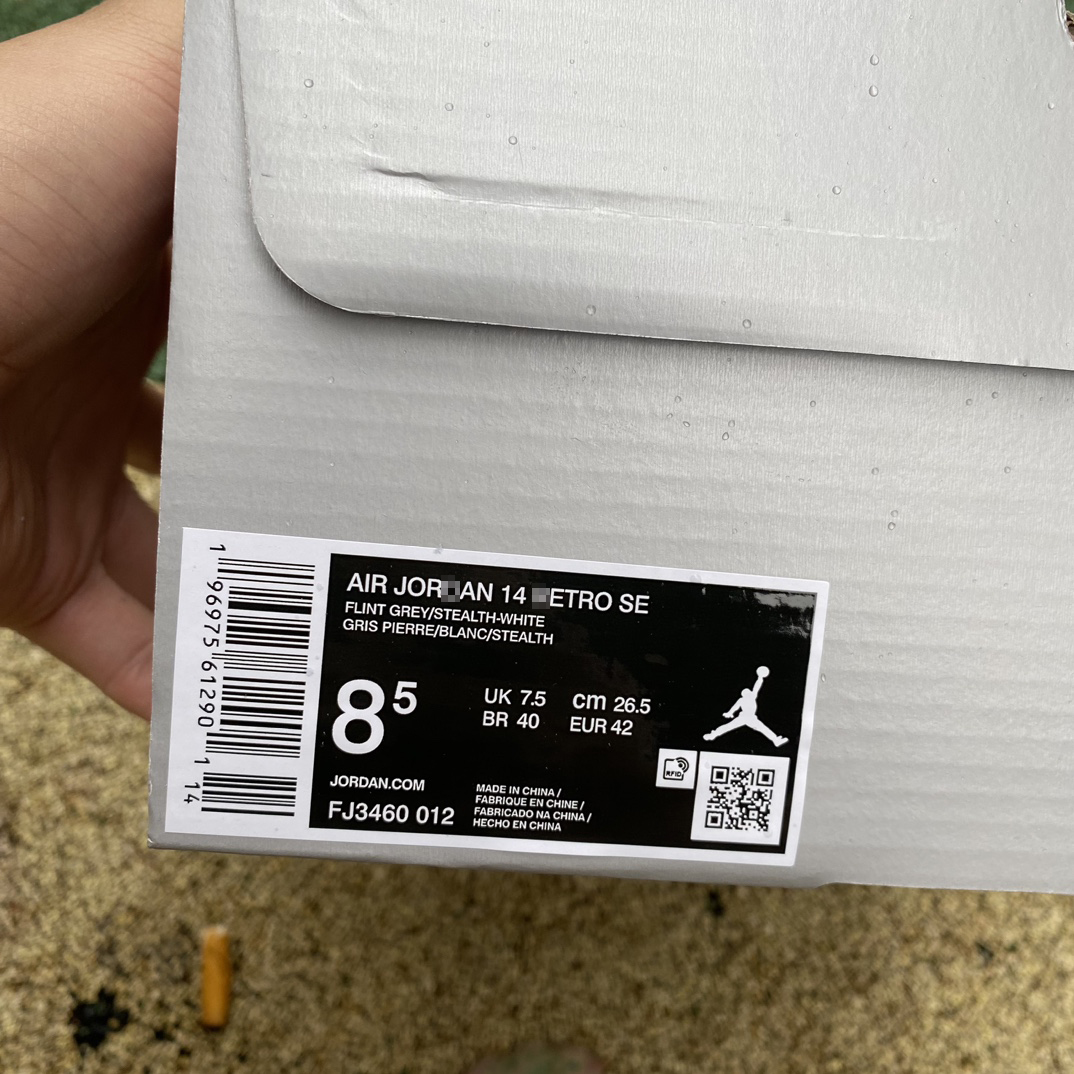 AIR JOR AN 14 ETRO SE
FLINT GREY/STEALTH-WHITE
GRIS PIERRE/BLANC/STEALTH
8 5
UK 7.5 cm 26.5
BR 40 EUR 42
RFID
JORDAN.COM
FJ3460 012
MADE IN CHINA /
FABRIQUE EN CHINE /
FABRICADO NA CHINA /
HECHO EN CHINA
1 96975 61290 1 14